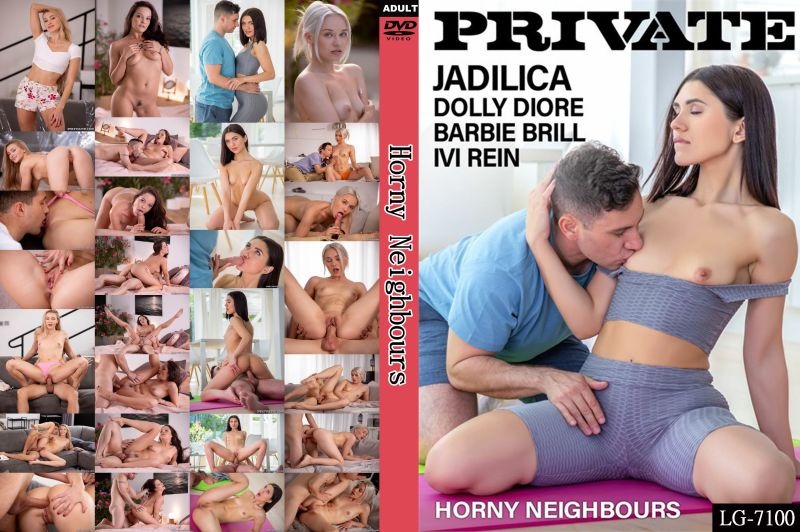 ADULT
DVD
VIDEO
Horny Neighbours
PRIVATE
JADILICA
DOLLY DIORE
BARBIE BRILL
IVI REIN
HORNY NEIGHBOURS
LG-7100